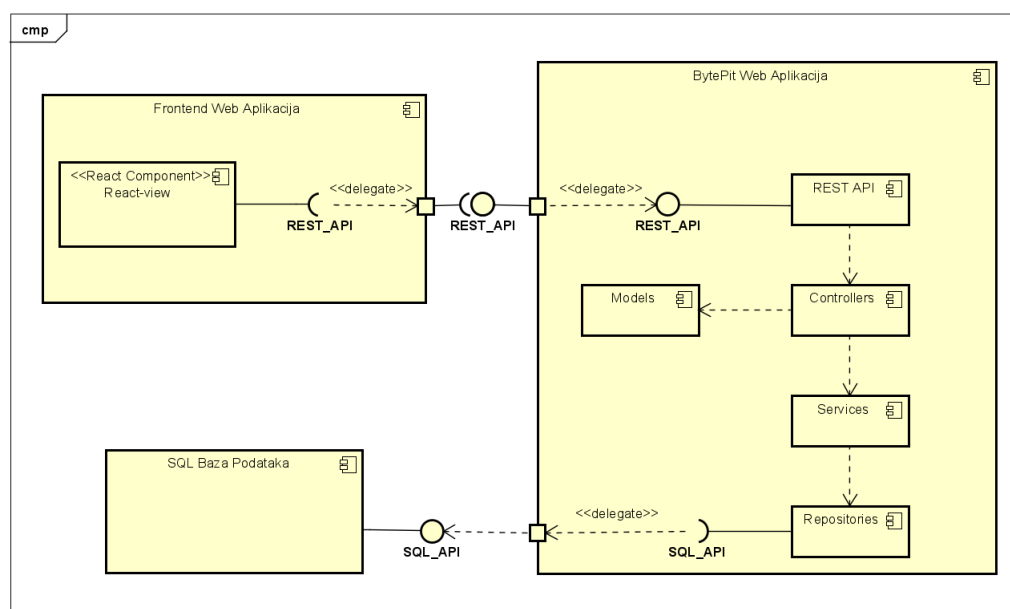 cmp
BytePit Web Aplikacija
Frontend Web Aplikacija
<<React Component>>
React-view
<<delegate>>
REST_API
REST_API
<<delegate>>
REST_API
REST API
Models
Controllers
Services
SQL Baza Podataka
SQL_API
<<delegate>>
SQL_API
Repositories